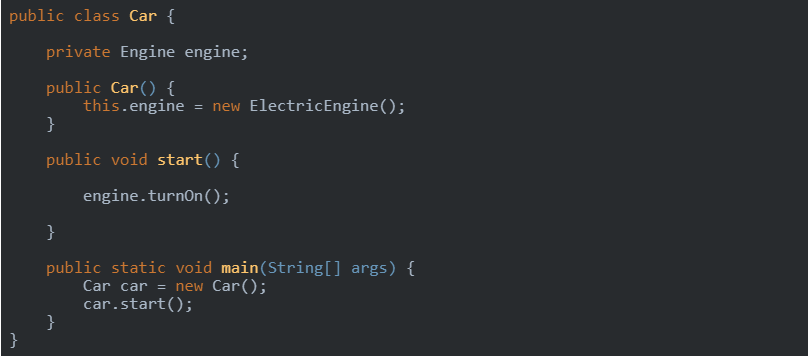 public class Car {
    private Engine engine;
    public Car() {
        this.engine = new ElectricEngine();
    }
    public void start() {
        engine.turnOn();
    }
    public static void main(String[] args) {
        Car car = new Car();
        car.start();
    }
}